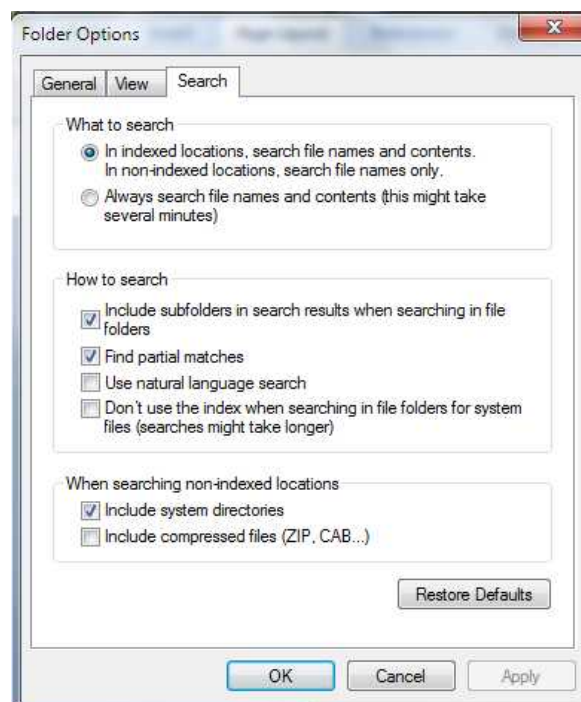 Folder Options
General View Search
What to search
In indexed locations, search file names and contents.
In non-indexed locations, search file names only.
Always search file names and contents (this might take
several minutes)
How to search
Include subfolders in search results when searching in file
folders
Find partial matches
Use natural language search
Don't use the index when searching in file folders for system
files (searches might take longer)
When searching non-indexed locations
Include system directories
Include compressed files (ZIP, CAB...)
Restore Defaults
OK Cancel Apply